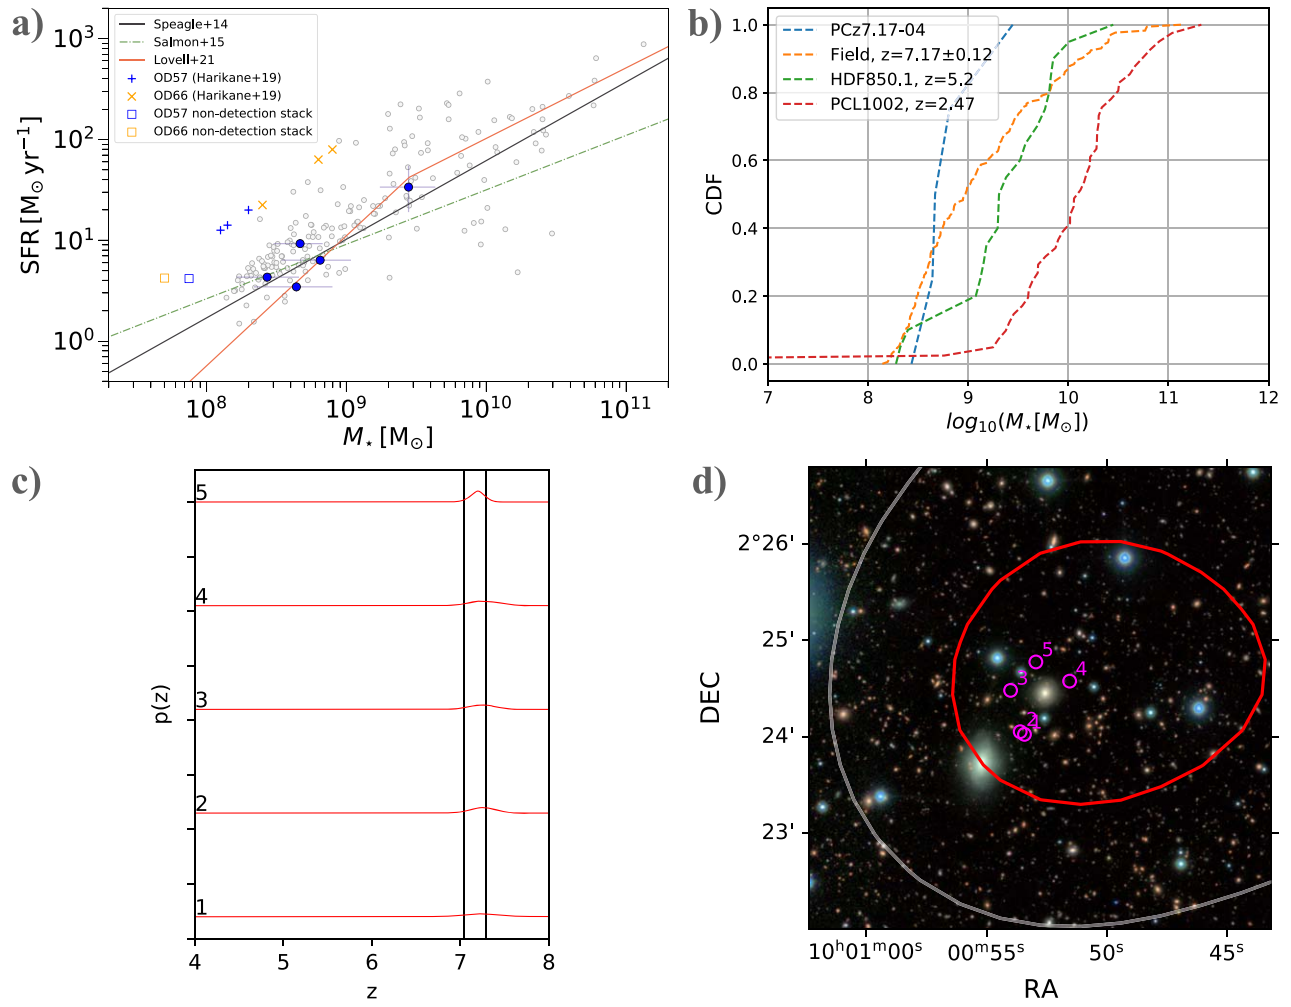 a)
SFR [M⊙ yr⁻¹]
10³
10²
10¹
10⁰
Speagle+14
Salmon+15
Lovell+21
OD57 (Harikane+19)
OD66 (Harikane+19)
OD57 non-detection stack
OD66 non-detection stack
10⁸ 10⁹ 10¹⁰ 10¹¹
M⋆ [M⊙]
b)
CDF
1.0
0.8
0.6
0.4
0.2
0.0
PCz7.17-04
Field, z=7.17±0.12
HDF850.1, z=5.2
PCL1002, z=2.47
7 8 9 10 11 12
log₁₀(M⋆[M⊙])
c)
p(z)
5
4
3
2
1
4 5 6 7 8
z
d)
DEC
2°26'
25'
24'
23'
5
4
3
2
1
10ʰ01ᵐ00ˢ 00ᵐ55ˢ 50ˢ 45ˢ
RA